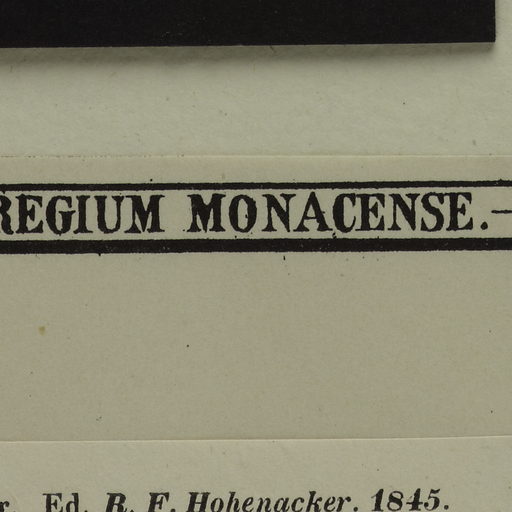 REGIUM MONACENSE.—
r. Ed. R. F. Hohenacker. 1845.